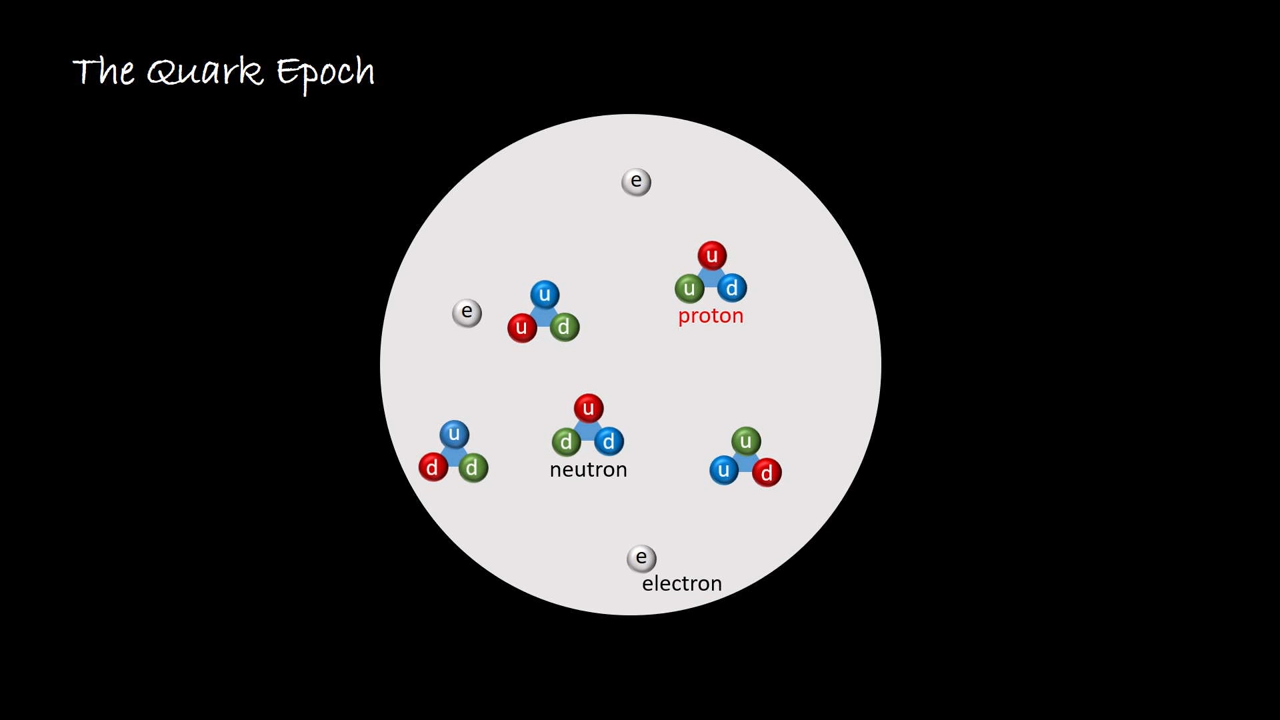 The Quark Epoch
e
u
u d
proton
e
u
u d
u
d d
neutron
u
d d
u
u d
e
electron